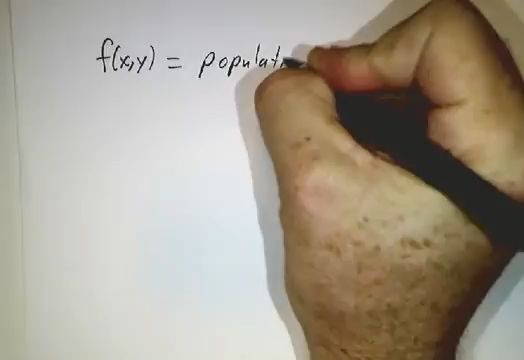 f(x,y) = populat